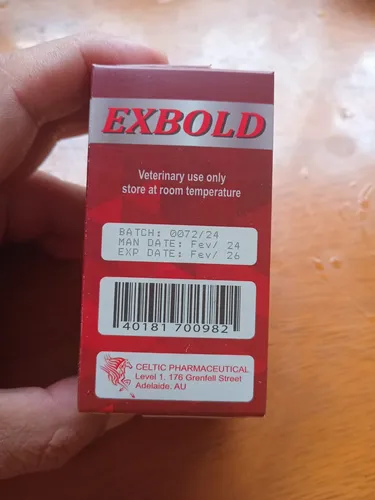 EXBOLD
Veterinary use only
store at room temperature
BATCH: 0072/24
MAN DATE: Fev/ 24
EXP DATE: Fev/ 26
40181 700982
CELTIC PHARMACEUTICAL
Level 1, 176 Grenfell Street
Adelaide, AU